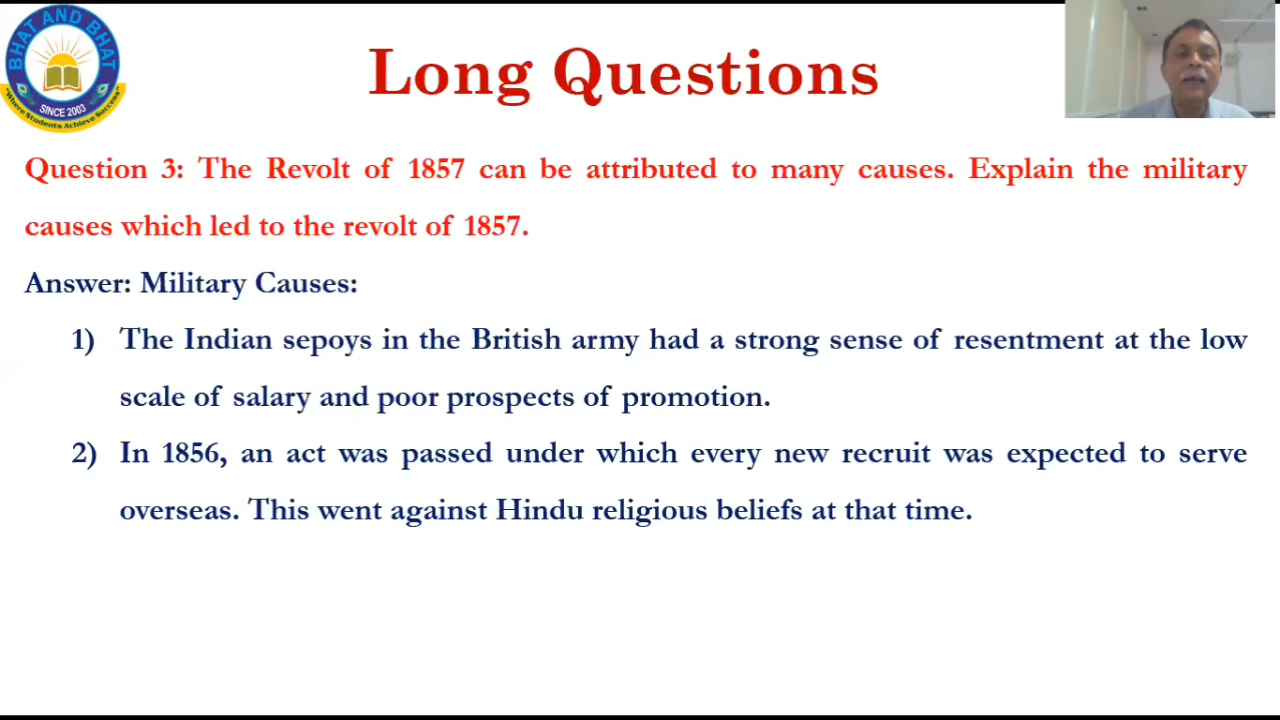 BHAT AND BHAT
SINCE 2003
"Where Students Achieve Success"
Long Questions
Question 3: The Revolt of 1857 can be attributed to many causes. Explain the military
causes which led to the revolt of 1857.
Answer: Military Causes:
1) The Indian sepoys in the British army had a strong sense of resentment at the low
scale of salary and poor prospects of promotion.
2) In 1856, an act was passed under which every new recruit was expected to serve
overseas. This went against Hindu religious beliefs at that time.